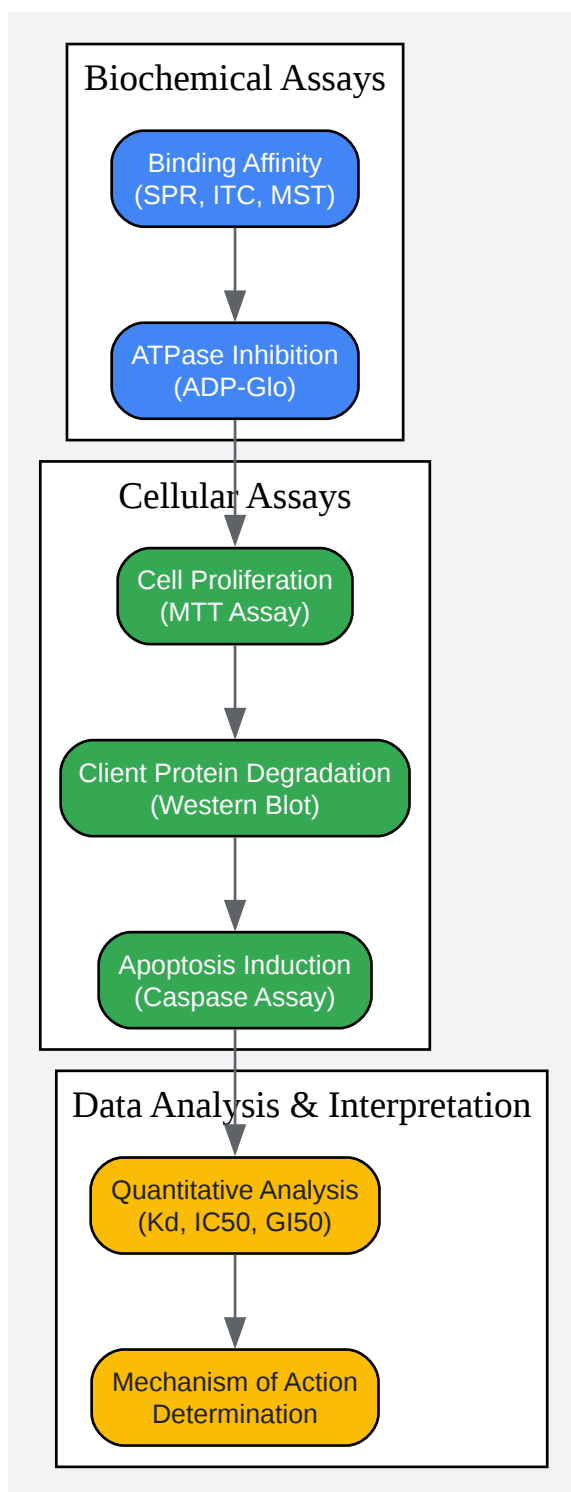 Biochemical Assays
Binding Affinity
(SPR, ITC, MST)
ATPase Inhibition
(ADP-Glo)
Cellular Assays
Cell Proliferation
(MTT Assay)
Client Protein Degradation
(Western Blot)
Apoptosis Induction
(Caspase Assay)
Data Analysis & Interpretation
Quantitative Analysis
(Kd, IC50, GI50)
Mechanism of Action
Determination